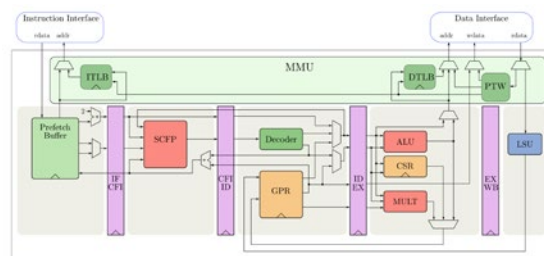 Instruction Interface
Data Interface
rdata addr
addr wdata rdata
MMU
ITLB
DTLB
PTW
2
Prefetch
Buffer
SCFP
Decoder
GPR
ALU
CSR
MULT
LSU
IF
CFI
CFI
ID
ID
EX
EX
WB